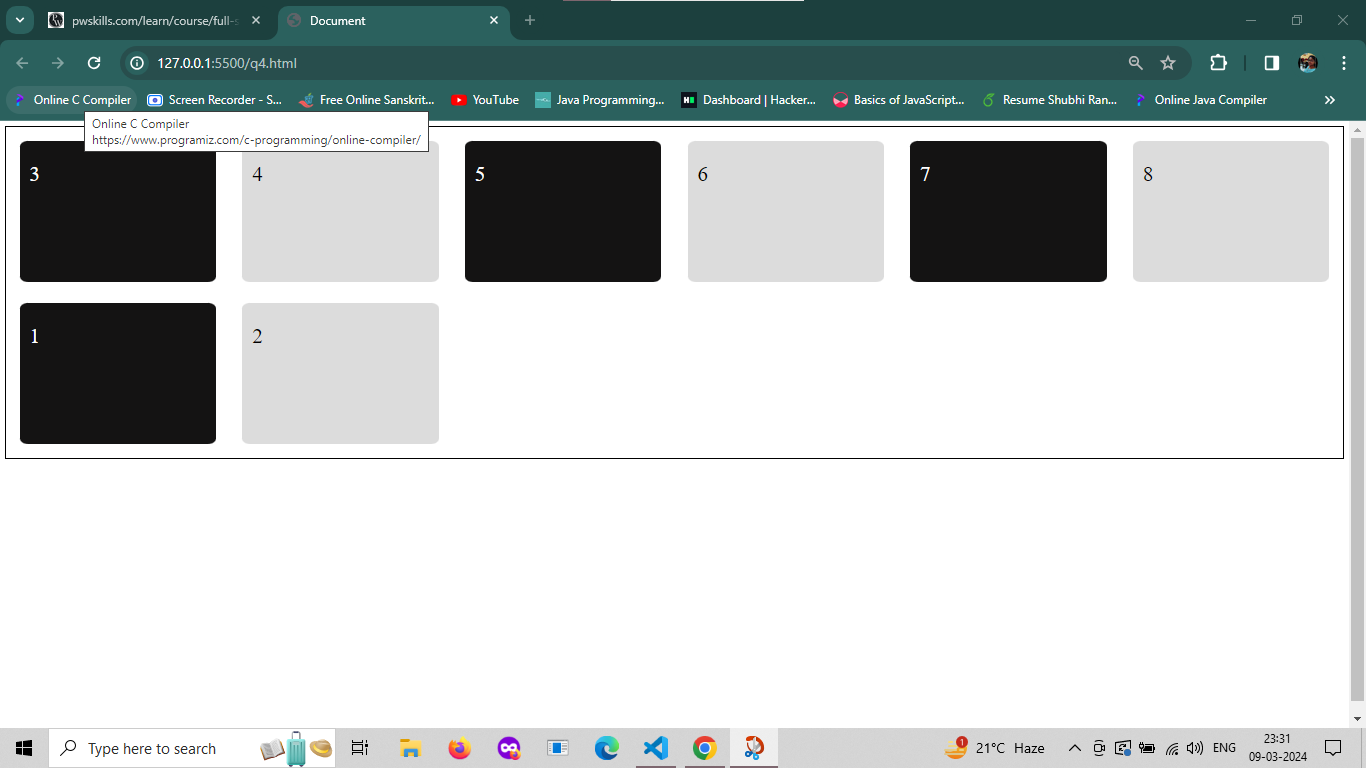 pwskills.com/learn/course/full-s
Document
127.0.0.1:5500/q4.html
Online C Compiler
Screen Recorder - S...
Free Online Sanskrit...
YouTube
Java Programming...
Dashboard | Hacker...
Basics of JavaScript...
Resume Shubhi Ran...
Online Java Compiler
Online C Compiler
https://www.programiz.com/c-programming/online-compiler/
3
4
5
6
7
8
1
2
Type here to search
1
21°C Haze
ENG
23:31
09-03-2024